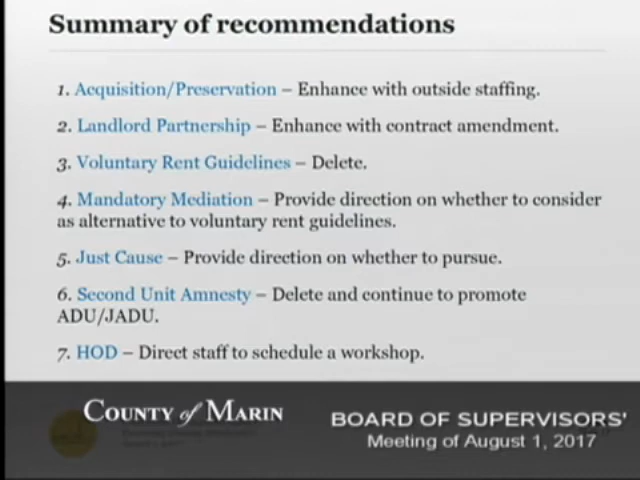 Summary of recommendations
1. Acquisition/Preservation – Enhance with outside staffing.
2. Landlord Partnership – Enhance with contract amendment.
3. Voluntary Rent Guidelines – Delete.
4. Mandatory Mediation – Provide direction on whether to consider
as alternative to voluntary rent guidelines.
5. Just Cause – Provide direction on whether to pursue.
6. Second Unit Amnesty – Delete and continue to promote
ADU/JADU.
7. HOD – Direct staff to schedule a workshop.
COUNTY of MARIN
BOARD OF SUPERVISORS'
Meeting of August 1, 2017